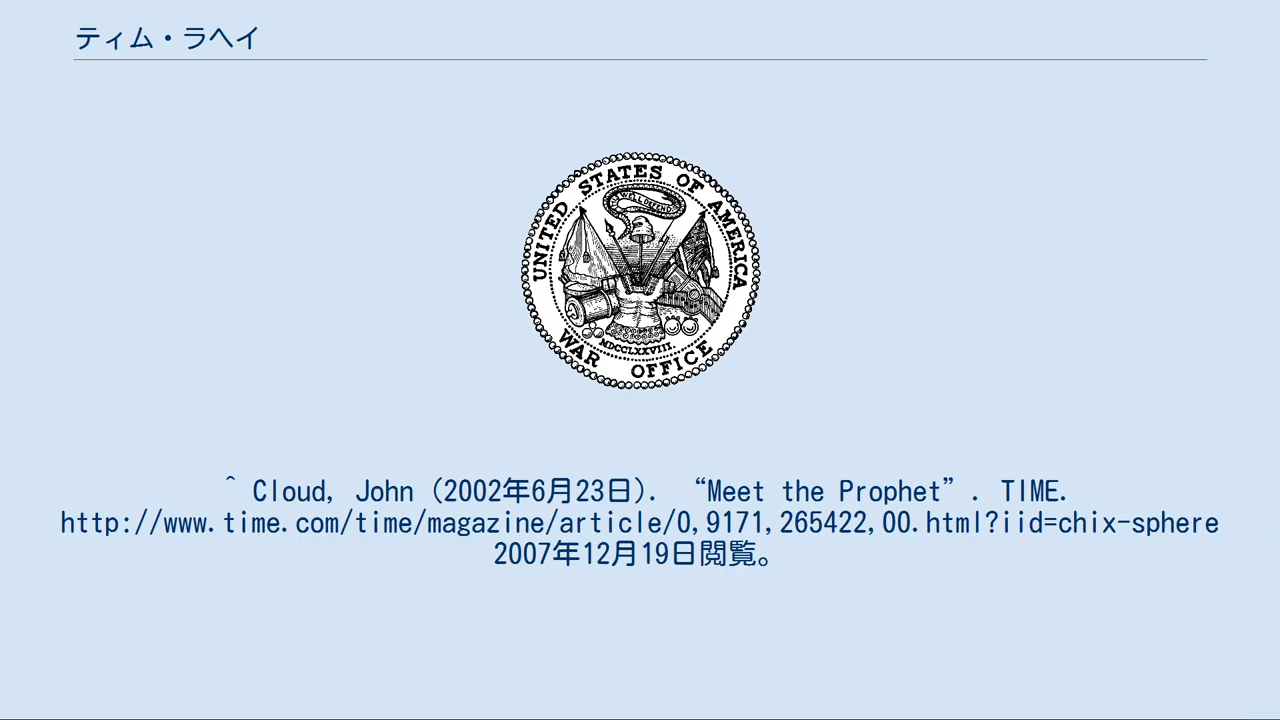 ティム・ラヘイ
UNITED STATES OF AMERICA
WE'LL DEFEND
MDCCLXXVIII.
WAR OFFICE
^ Cloud, John (2002年6月23日). “Meet the Prophet”. TIME.
http://www.time.com/time/magazine/article/0,9171,265422,00.html?iid=chix-sphere
2007年12月19日閲覧。